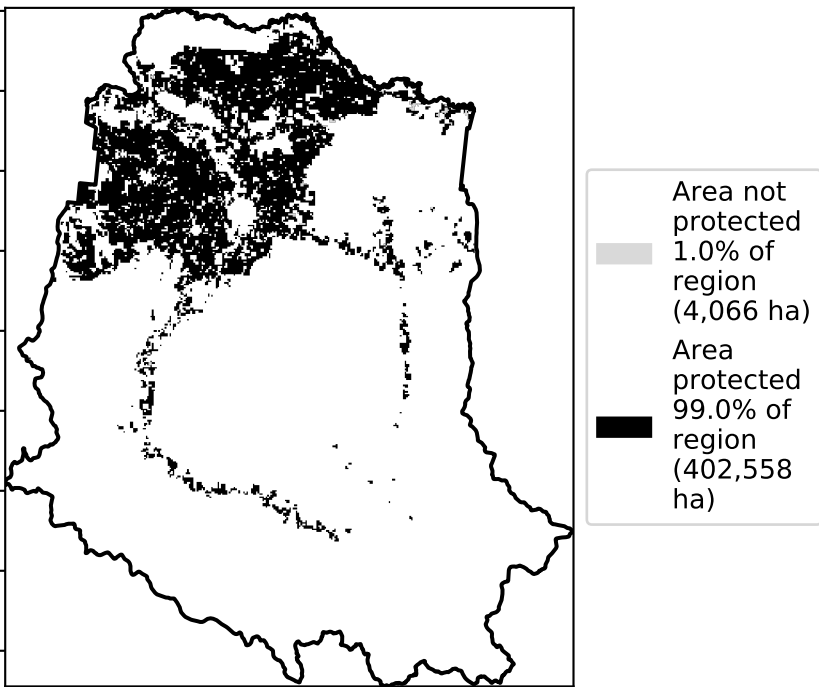 Area not
protected
1.0% of
region
(4,066 ha)
Area
protected
99.0% of
region
(402,558
ha)